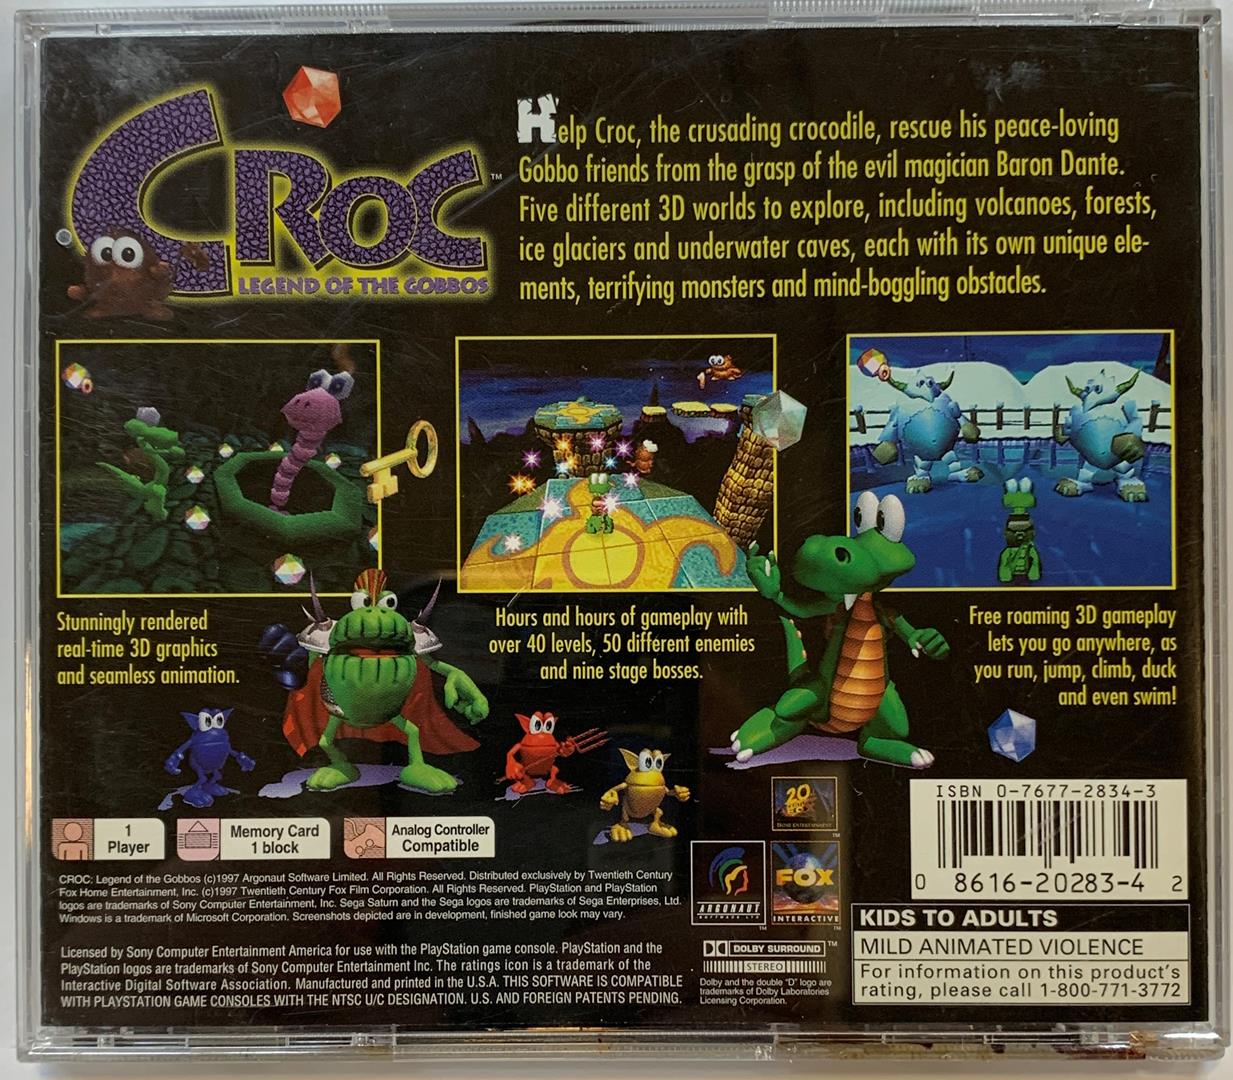 CROC™
LEGEND OF THE GOBBOS
Help Croc, the crusading crocodile, rescue his peace-loving
Gobbo friends from the grasp of the evil magician Baron Dante.
Five different 3D worlds to explore, including volcanoes, forests,
ice glaciers and underwater caves, each with its own unique ele-
ments, terrifying monsters and mind-boggling obstacles.
Stunningly rendered
real-time 3D graphics
and seamless animation.
Hours and hours of gameplay with
over 40 levels, 50 different enemies
and nine stage bosses.
Free roaming 3D gameplay
lets you go anywhere, as
you run, jump, climb, duck
and even swim!
1
Player
Memory Card
1 block
Analog Controller
Compatible
CROC: Legend of the Gobbos (c)1997 Argonaut Software Limited. All Rights Reserved. Distributed exclusively by Twentieth Century
Fox Home Entertainment, Inc. (c)1997 Twentieth Century Fox Film Corporation. All Rights Reserved. PlayStation and PlayStation
logos are trademarks of Sony Computer Entertainment, Inc. Sega Saturn and the Sega logos are trademarks of Sega Enterprises, Ltd.
Windows is a trademark of Microsoft Corporation. Screenshots depicted are in development, finished game look may vary.
Licensed by Sony Computer Entertainment America for use with the PlayStation game console. PlayStation and the
PlayStation logos are trademarks of Sony Computer Entertainment Inc. The ratings icon is a trademark of the
Interactive Digital Software Association. Manufactured and printed in the U.S.A. THIS SOFTWARE IS COMPATIBLE
WITH PLAYSTATION GAME CONSOLES WITH THE NTSC U/C DESIGNATION. U.S. AND FOREIGN PATENTS PENDING.
20
HOME ENTERTAINMENT
™
ARGONAUT
SOFTWARE LTD
™
FOX
INTERACTIVE
™
DOLBY SURROUND™
STEREO
Dolby and the double "D" logo are
trademarks of Dolby Laboratories
Licensing Corporation.
ISBN 0-7677-2834-3
0 8616-20283-4 2
KIDS TO ADULTS
MILD ANIMATED VIOLENCE
For information on this product's
rating, please call 1-800-771-3772